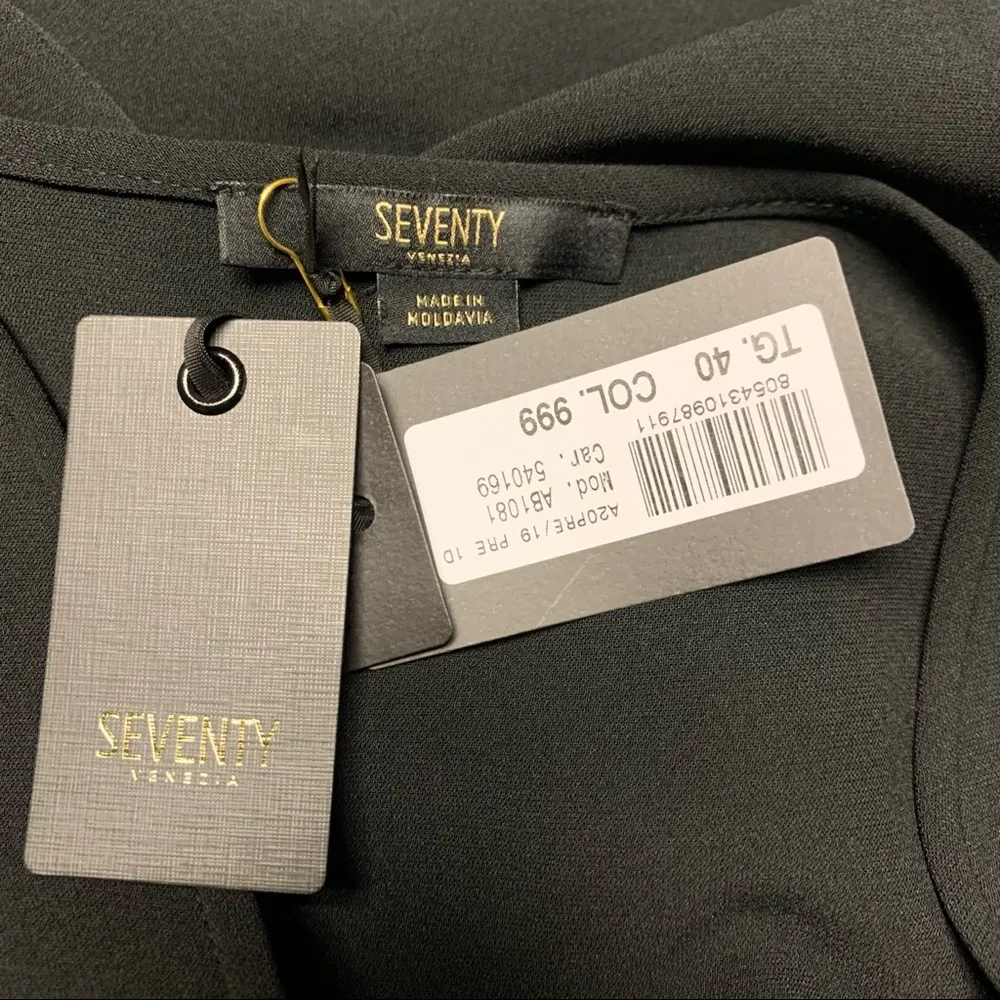 SEVENTY
VENEZIA
MADE IN
MOLDAVIA
SEVENTY
VENEZIA
A20PRE/19 PRE 1D
Mod. AB1081
Car. 540169
8054310987911
TG. 40 COL. 999